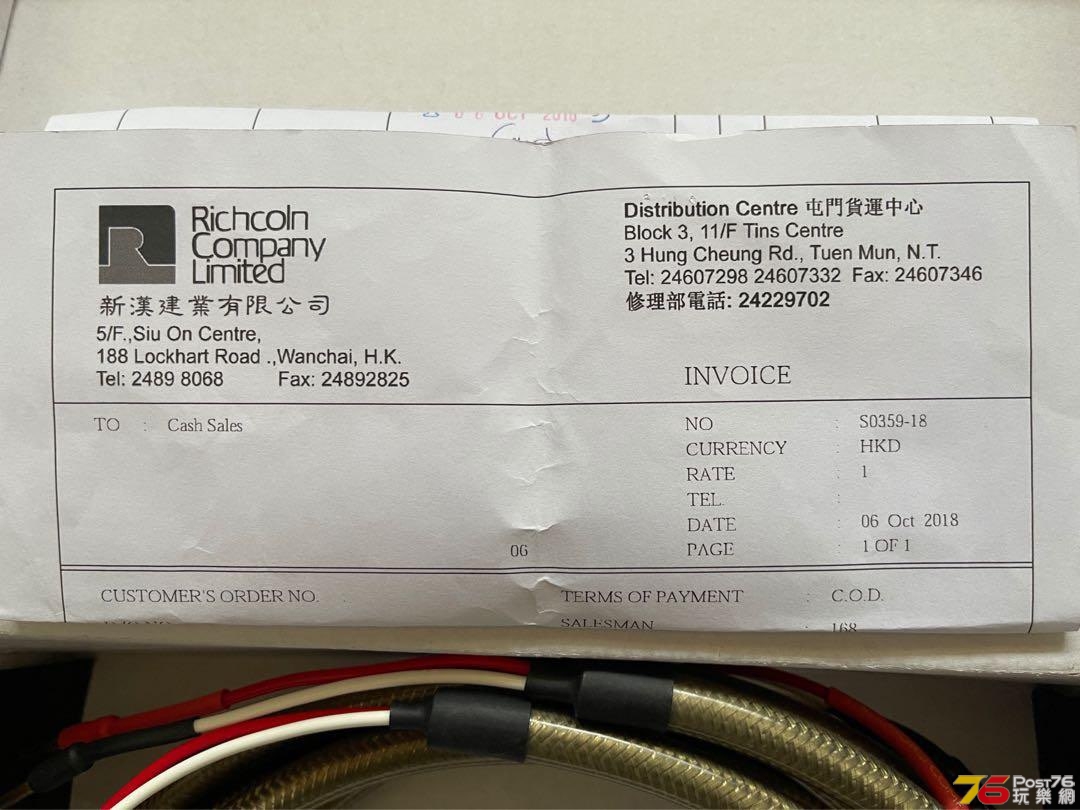 06 OCT 2018
R
Richcoln
Company
Limited
新漢建業有限公司
5/F.,Siu On Centre,
188 Lockhart Road .,Wanchai, H.K.
Tel: 2489 8068 Fax: 24892825
Distribution Centre 屯門貨運中心
Block 3, 11/F Tins Centre
3 Hung Cheung Rd., Tuen Mun, N.T.
Tel: 24607298 24607332 Fax: 24607346
修理部電話: 24229702
INVOICE
TO : Cash Sales
06
NO : S0359-18
CURRENCY : HKD
RATE : 1
TEL. :
DATE : 06 Oct 2018
PAGE : 1 OF 1
CUSTOMER'S ORDER NO. :
TERMS OF PAYMENT : C.O.D.
SALESMAN : 168
76 POST76
玩樂網